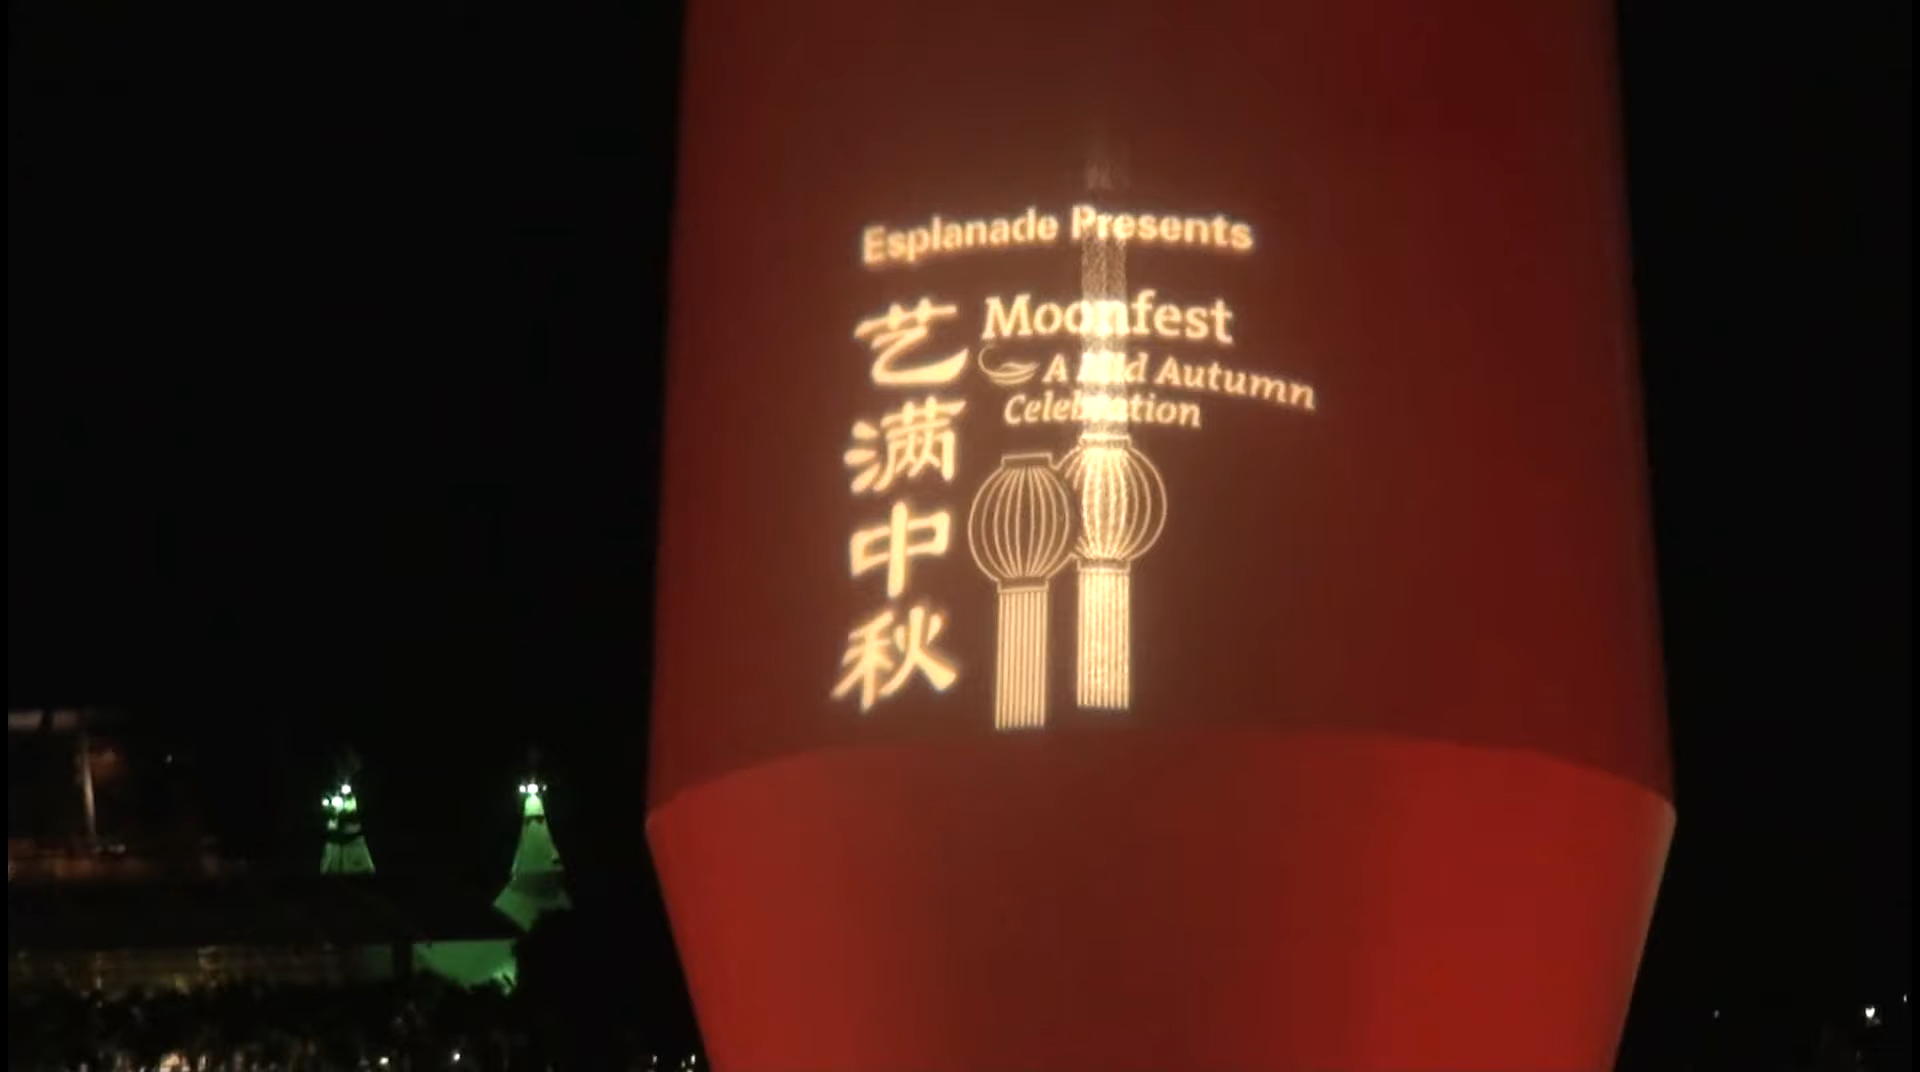 Esplanade Presents
艺满中秋
Moonfest
A Mid Autumn
Celebration